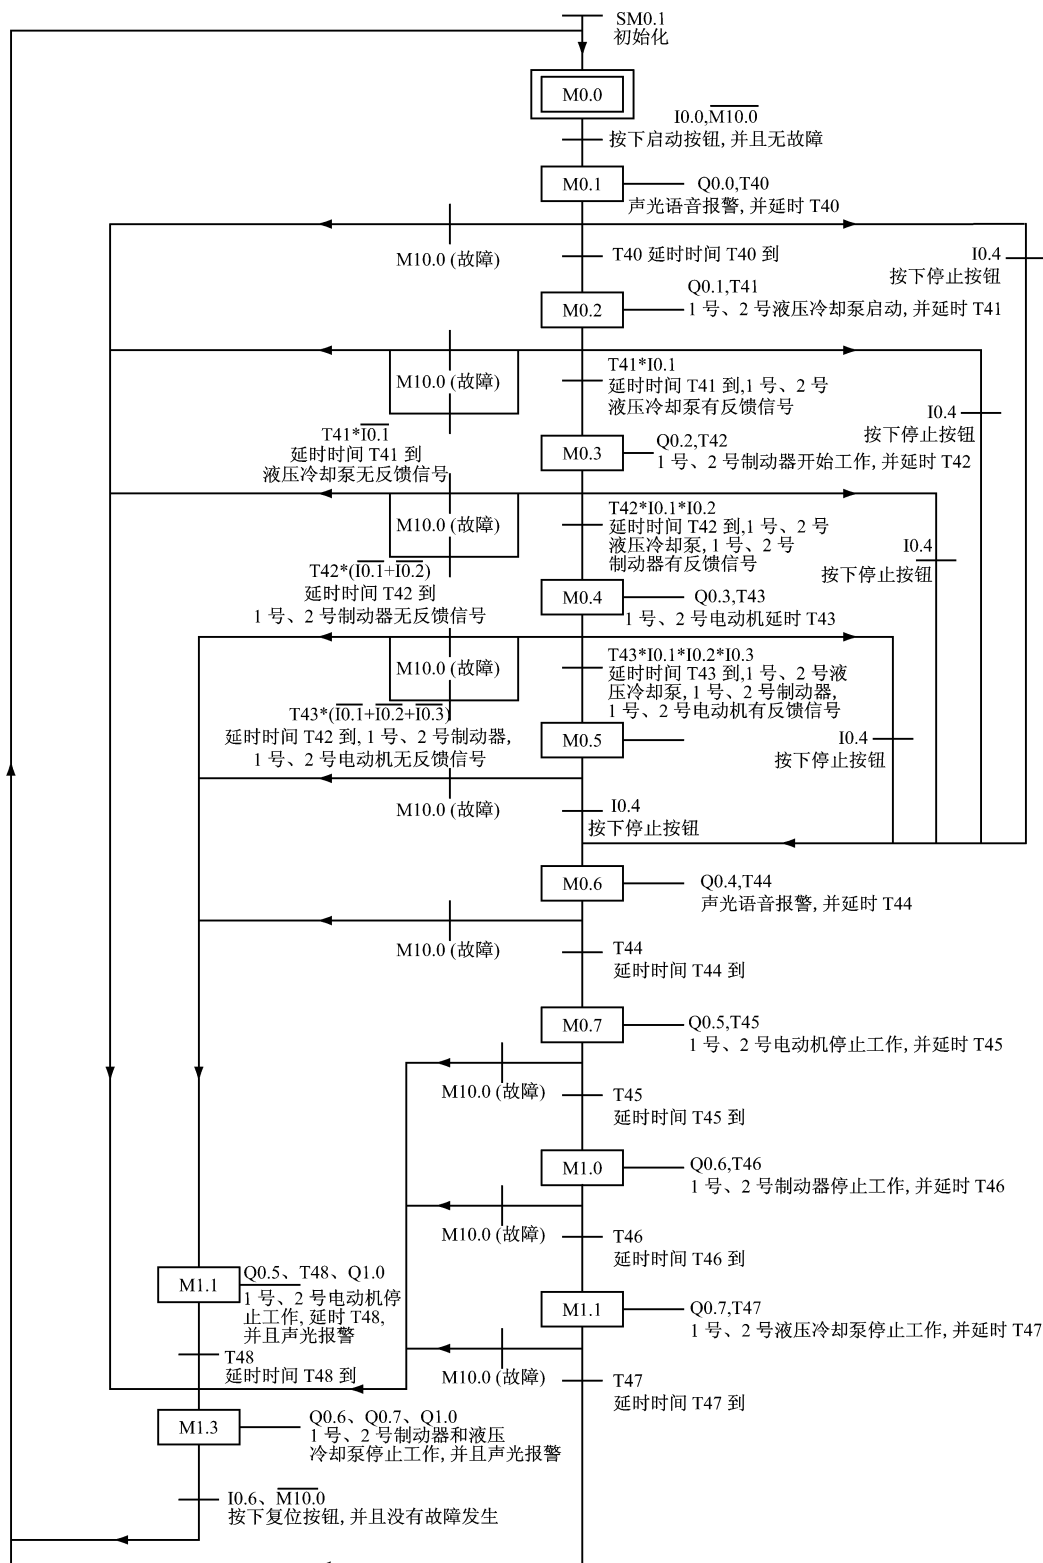 SM0.1
初始化
M0.0
I0.0,M̅1̅0̅.̅0̅
按下启动按钮,并且无故障
M0.1
Q0.0,T40
声光语音报警,并延时 T40
M10.0 (故障)
T40 延时时间 T40 到
I0.4
按下停止按钮
M0.2
Q0.1,T41
1 号、2 号液压冷却泵启动,并延时 T41
M10.0 (故障)
T41*I0.1
延时时间 T41 到,1 号、2 号
液压冷却泵有反馈信号
I0.4
按下停止按钮
T41*I̅0̅.̅1̅
延时时间 T41 到
液压冷却泵无反馈信号
M0.3
Q0.2,T42
1 号、2 号制动器开始工作,并延时 T42
M10.0 (故障)
T42*I0.1*I0.2
延时时间 T42 到,1 号、2 号
液压冷却泵,1 号、2 号
制动器有反馈信号
I0.4
按下停止按钮
T42*(I̅0̅.̅1̅+I̅0̅.̅2̅)
延时时间 T42 到
1 号、2 号制动器无反馈信号
M0.4
Q0.3,T43
1 号、2 号电动机延时 T43
M10.0 (故障)
T43*I0.1*I0.2*I0.3
延时时间 T43 到,1 号、2 号液
压冷却泵,1 号、2 号制动器,
1 号、2 号电动机有反馈信号
T43*(I̅0̅.̅1̅+I̅0̅.̅2̅+I̅0̅.̅3̅)
延时时间 T42 到,1 号、2 号制动器,
1 号、2 号电动机无反馈信号
M0.5
I0.4
按下停止按钮
M10.0 (故障)
I0.4
按下停止按钮
M0.6
Q0.4,T44
声光语音报警,并延时 T44
M10.0 (故障)
T44
延时时间 T44 到
M0.7
Q0.5,T45
1 号、2 号电动机停止工作,并延时 T45
M10.0 (故障)
T45
延时时间 T45 到
M1.0
Q0.6,T46
1 号、2 号制动器停止工作,并延时 T46
M10.0 (故障)
T46
延时时间 T46 到
M1.1
Q0.5、T48、Q1.0
1 号、2 号电动机停
止工作,延时 T48,
并且声光报警
M1.1
Q0.7,T47
1 号、2 号液压冷却泵停止工作,并延时 T47
T48
延时时间 T48 到
M10.0 (故障)
T47
延时时间 T47 到
M1.3
Q0.6、Q0.7、Q1.0
1 号、2 号制动器和液压
冷却泵停止工作,并且声光报警
I0.6、M̅1̅0̅.̅0̅
按下复位按钮,并且没有故障发生